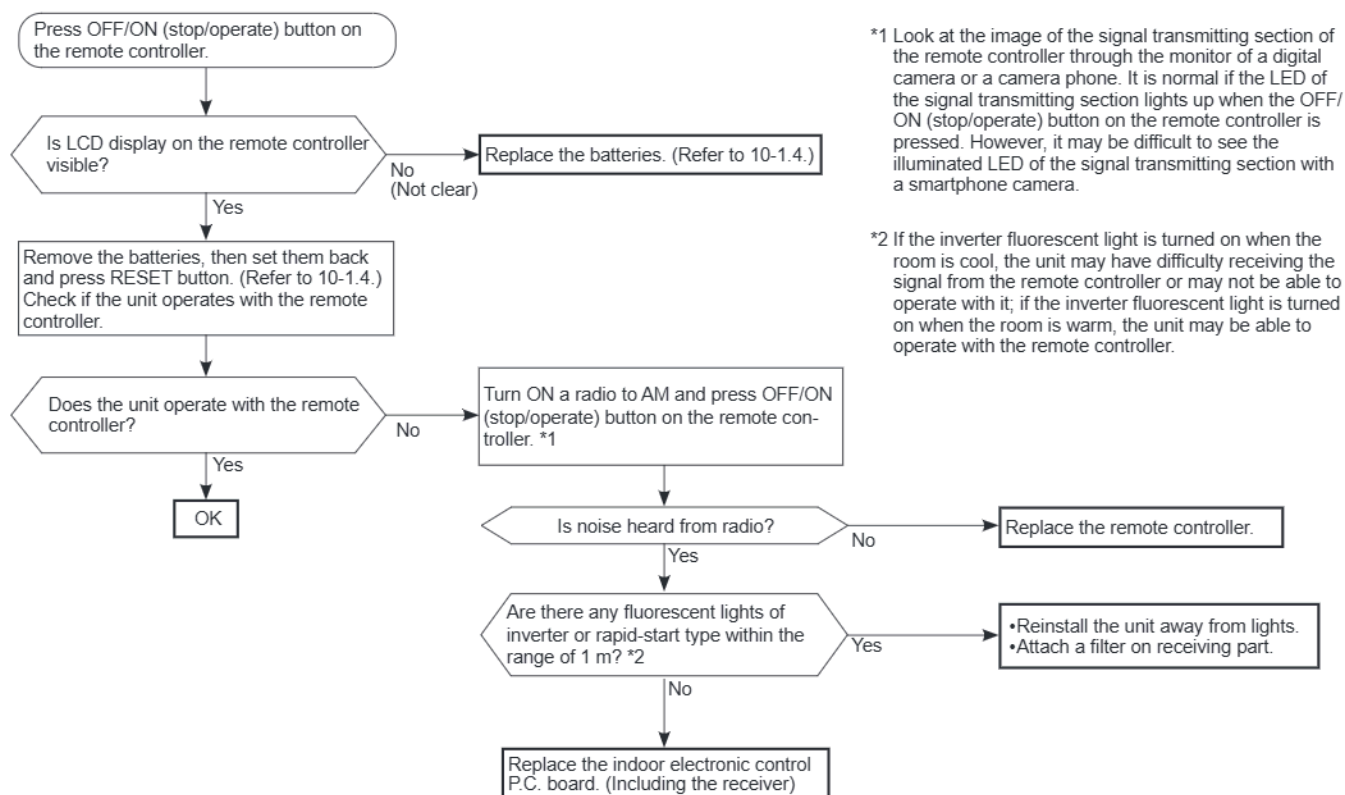 Press OFF/ON (stop/operate) button on
the remote controller.
Is LCD display on the remote controller
visible?
No
(Not clear)
Replace the batteries. (Refer to 10-1.4.)
Yes
Remove the batteries, then set them back
and press RESET button. (Refer to 10-1.4.)
Check if the unit operates with the remote
controller.
Does the unit operate with the remote
controller?
No
Yes
OK
Turn ON a radio to AM and press OFF/ON
(stop/operate) button on the remote con-
troller. *1
Is noise heard from radio?
No
Replace the remote controller.
Yes
Are there any fluorescent lights of
inverter or rapid-start type within the
range of 1 m? *2
Yes
•Reinstall the unit away from lights.
•Attach a filter on receiving part.
No
Replace the indoor electronic control
P.C. board. (Including the receiver)
*1 Look at the image of the signal transmitting section of
the remote controller through the monitor of a digital
camera or a camera phone. It is normal if the LED of
the signal transmitting section lights up when the OFF/
ON (stop/operate) button on the remote controller is
pressed. However, it may be difficult to see the
illuminated LED of the signal transmitting section with
a smartphone camera.
*2 If the inverter fluorescent light is turned on when the
room is cool, the unit may have difficulty receiving the
signal from the remote controller or may not be able to
operate with it; if the inverter fluorescent light is turned
on when the room is warm, the unit may be able to
operate with the remote controller.